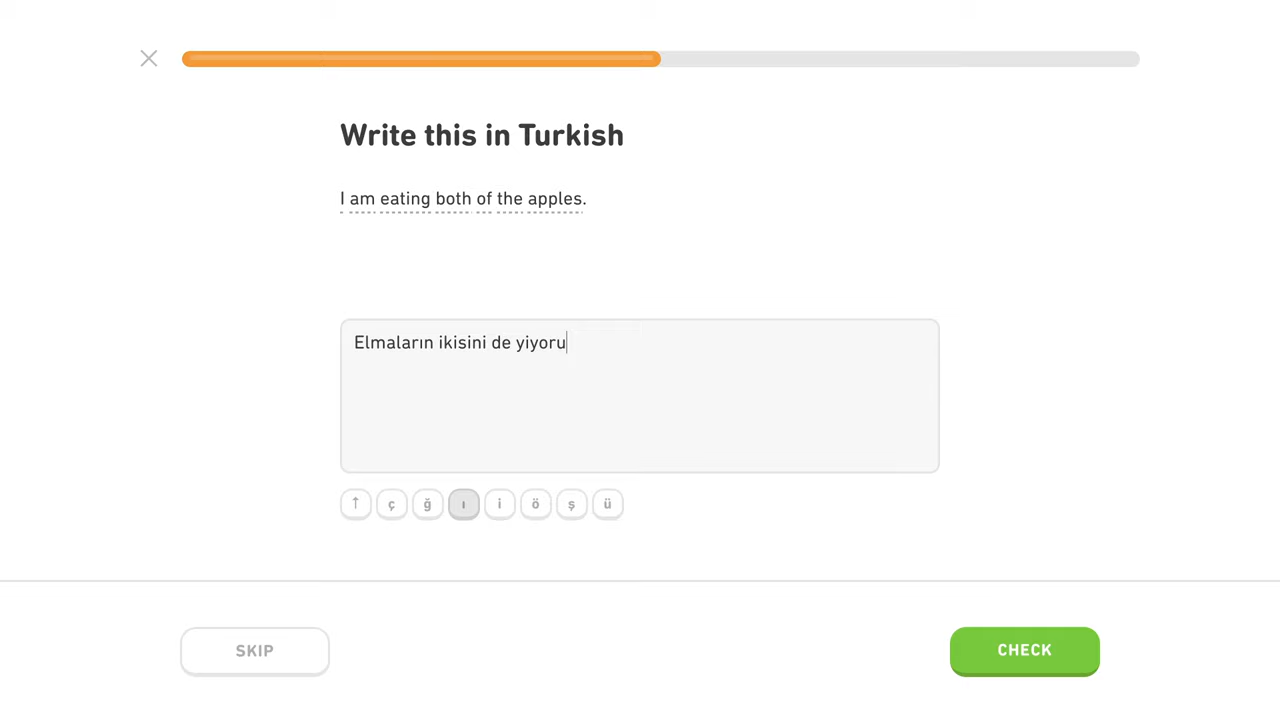 Write this in Turkish
I am eating both of the apples.
Elmaların ikisini de yiyoru
↑ ç ğ ı i ö ş ü
SKIP
CHECK